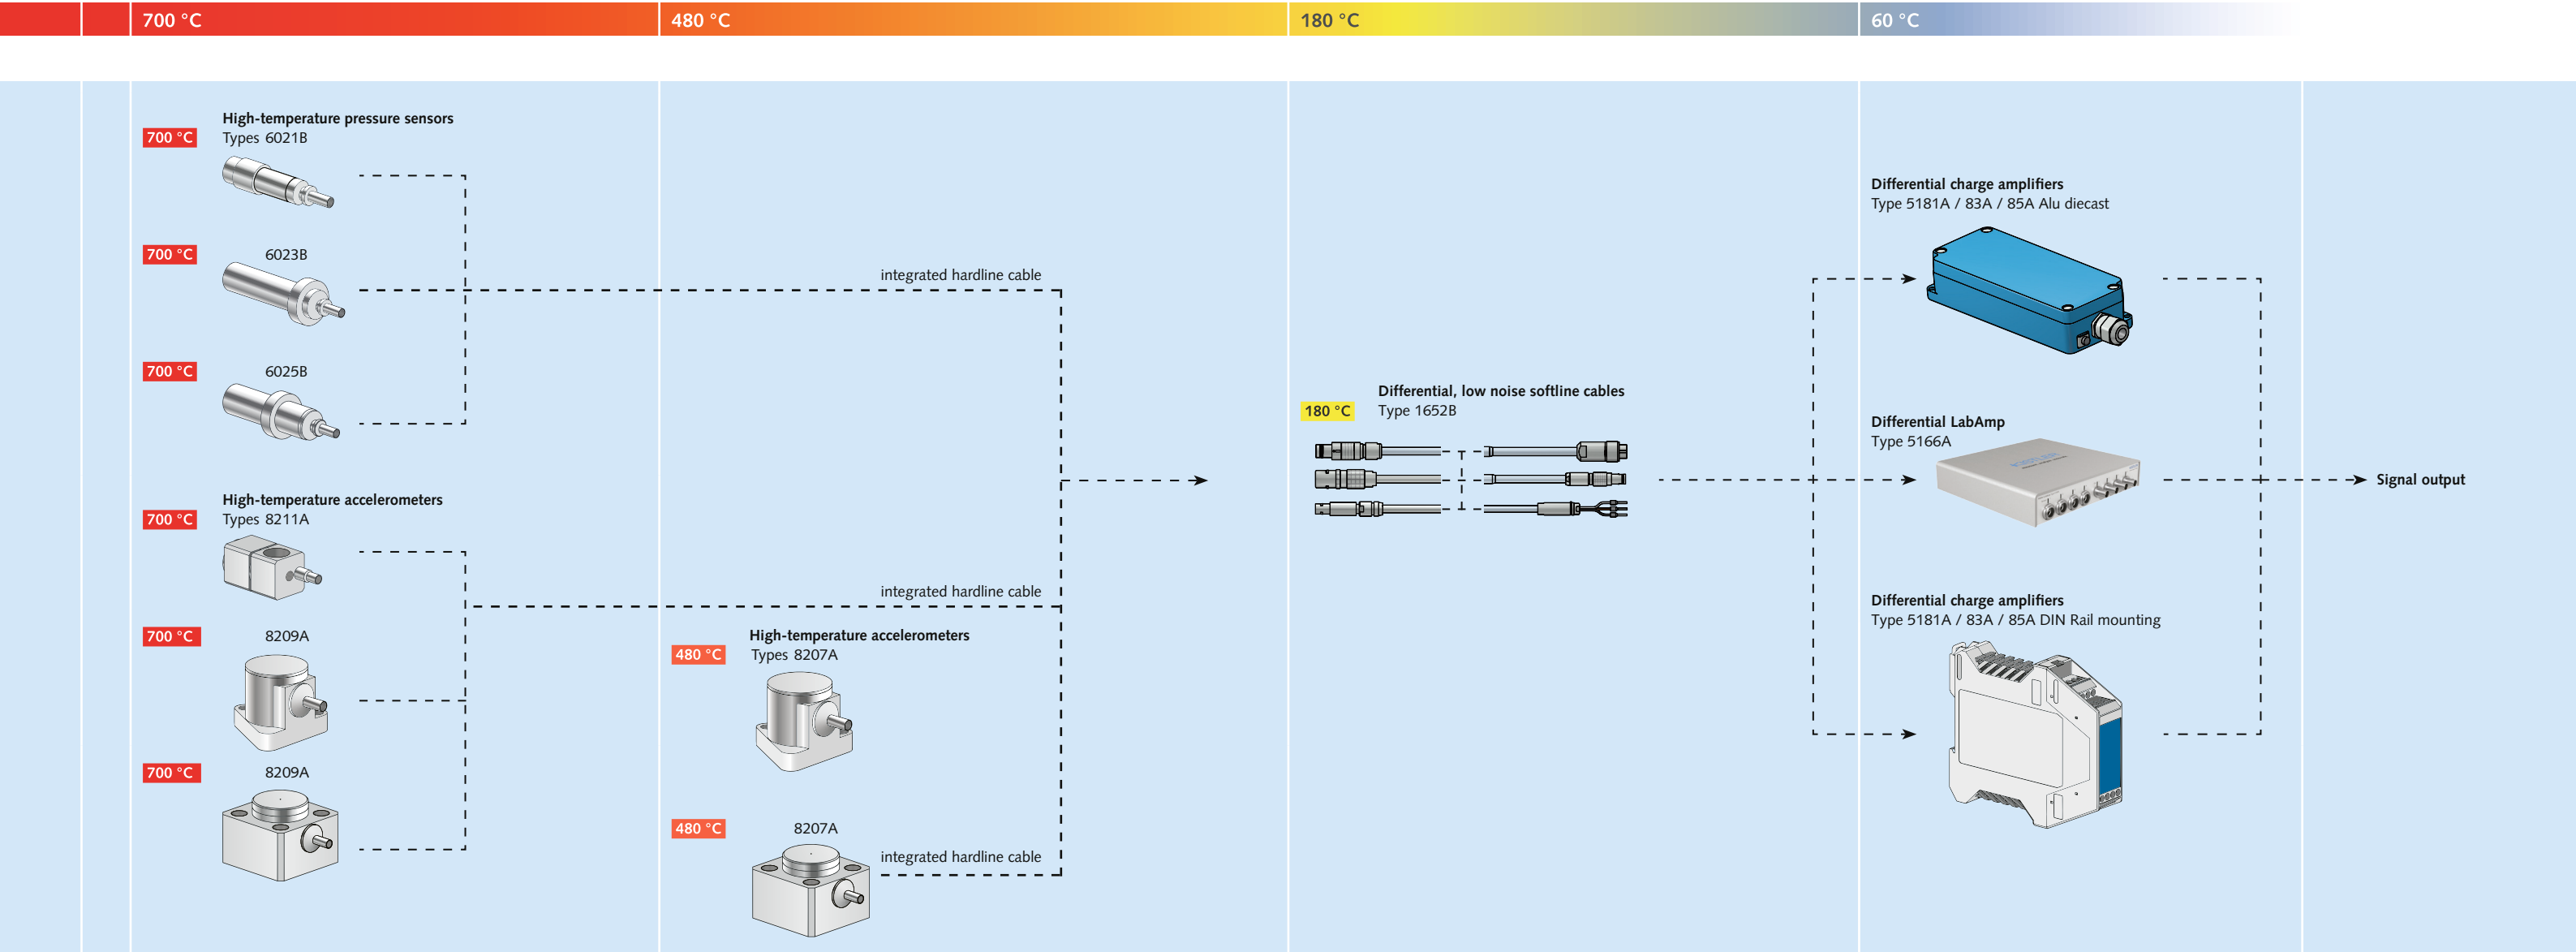 700 °C
480 °C
180 °C
60 °C
High-temperature pressure sensors
700 °C
Types 6021B
700 °C
6023B
integrated hardline cable
700 °C
6025B
High-temperature accelerometers
700 °C
Types 8211A
integrated hardline cable
700 °C
8209A
700 °C
8209A
High-temperature accelerometers
480 °C
Types 8207A
480 °C
8207A
integrated hardline cable
Differential, low noise softline cables
180 °C
Type 1652B
Differential charge amplifiers
Type 5181A / 83A / 85A Alu diecast
Differential LabAmp
Type 5166A
Differential charge amplifiers
Type 5181A / 83A / 85A DIN Rail mounting
Signal output